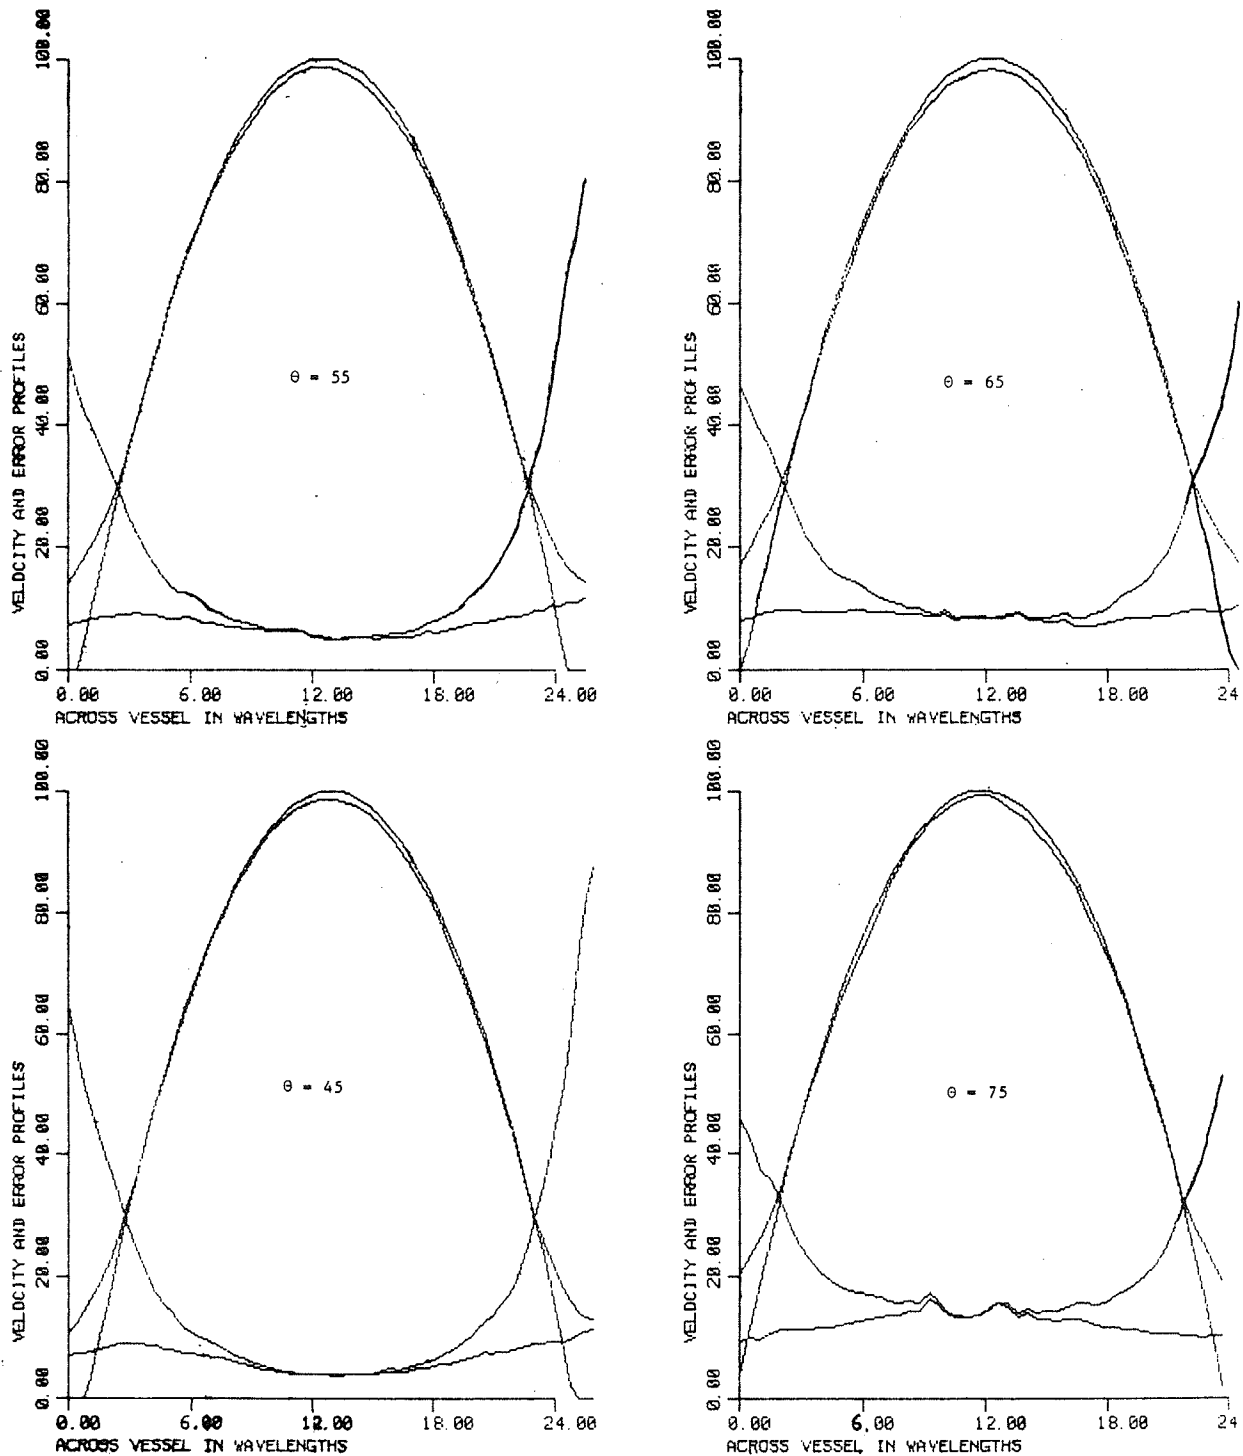 100.00
80.00
60.00
40.00
20.00
0.00
VELOCITY AND ERROR PROFILES
θ = 55
0.00 6.00 12.00 18.00 24.00
ACROSS VESSEL IN WAVELENGTHS
100.00
80.00
60.00
40.00
20.00
0.00
VELOCITY AND ERROR PROFILES
θ = 65
0.00 6.00 12.00 18.00 24
ACROSS VESSEL IN WAVELENGTHS
100.00
80.00
60.00
40.00
20.00
0.00
VELOCITY AND ERROR PROFILES
θ = 45
0.00 6.00 12.00 18.00 24.00
ACROSS VESSEL IN WAVELENGTHS
100.00
80.00
60.00
40.00
20.00
0.00
VELOCITY AND ERROR PROFILES
θ = 75
0.00 6.00 12.00 18.00 24.
ACROSS VESSEL IN WAVELENGTHS